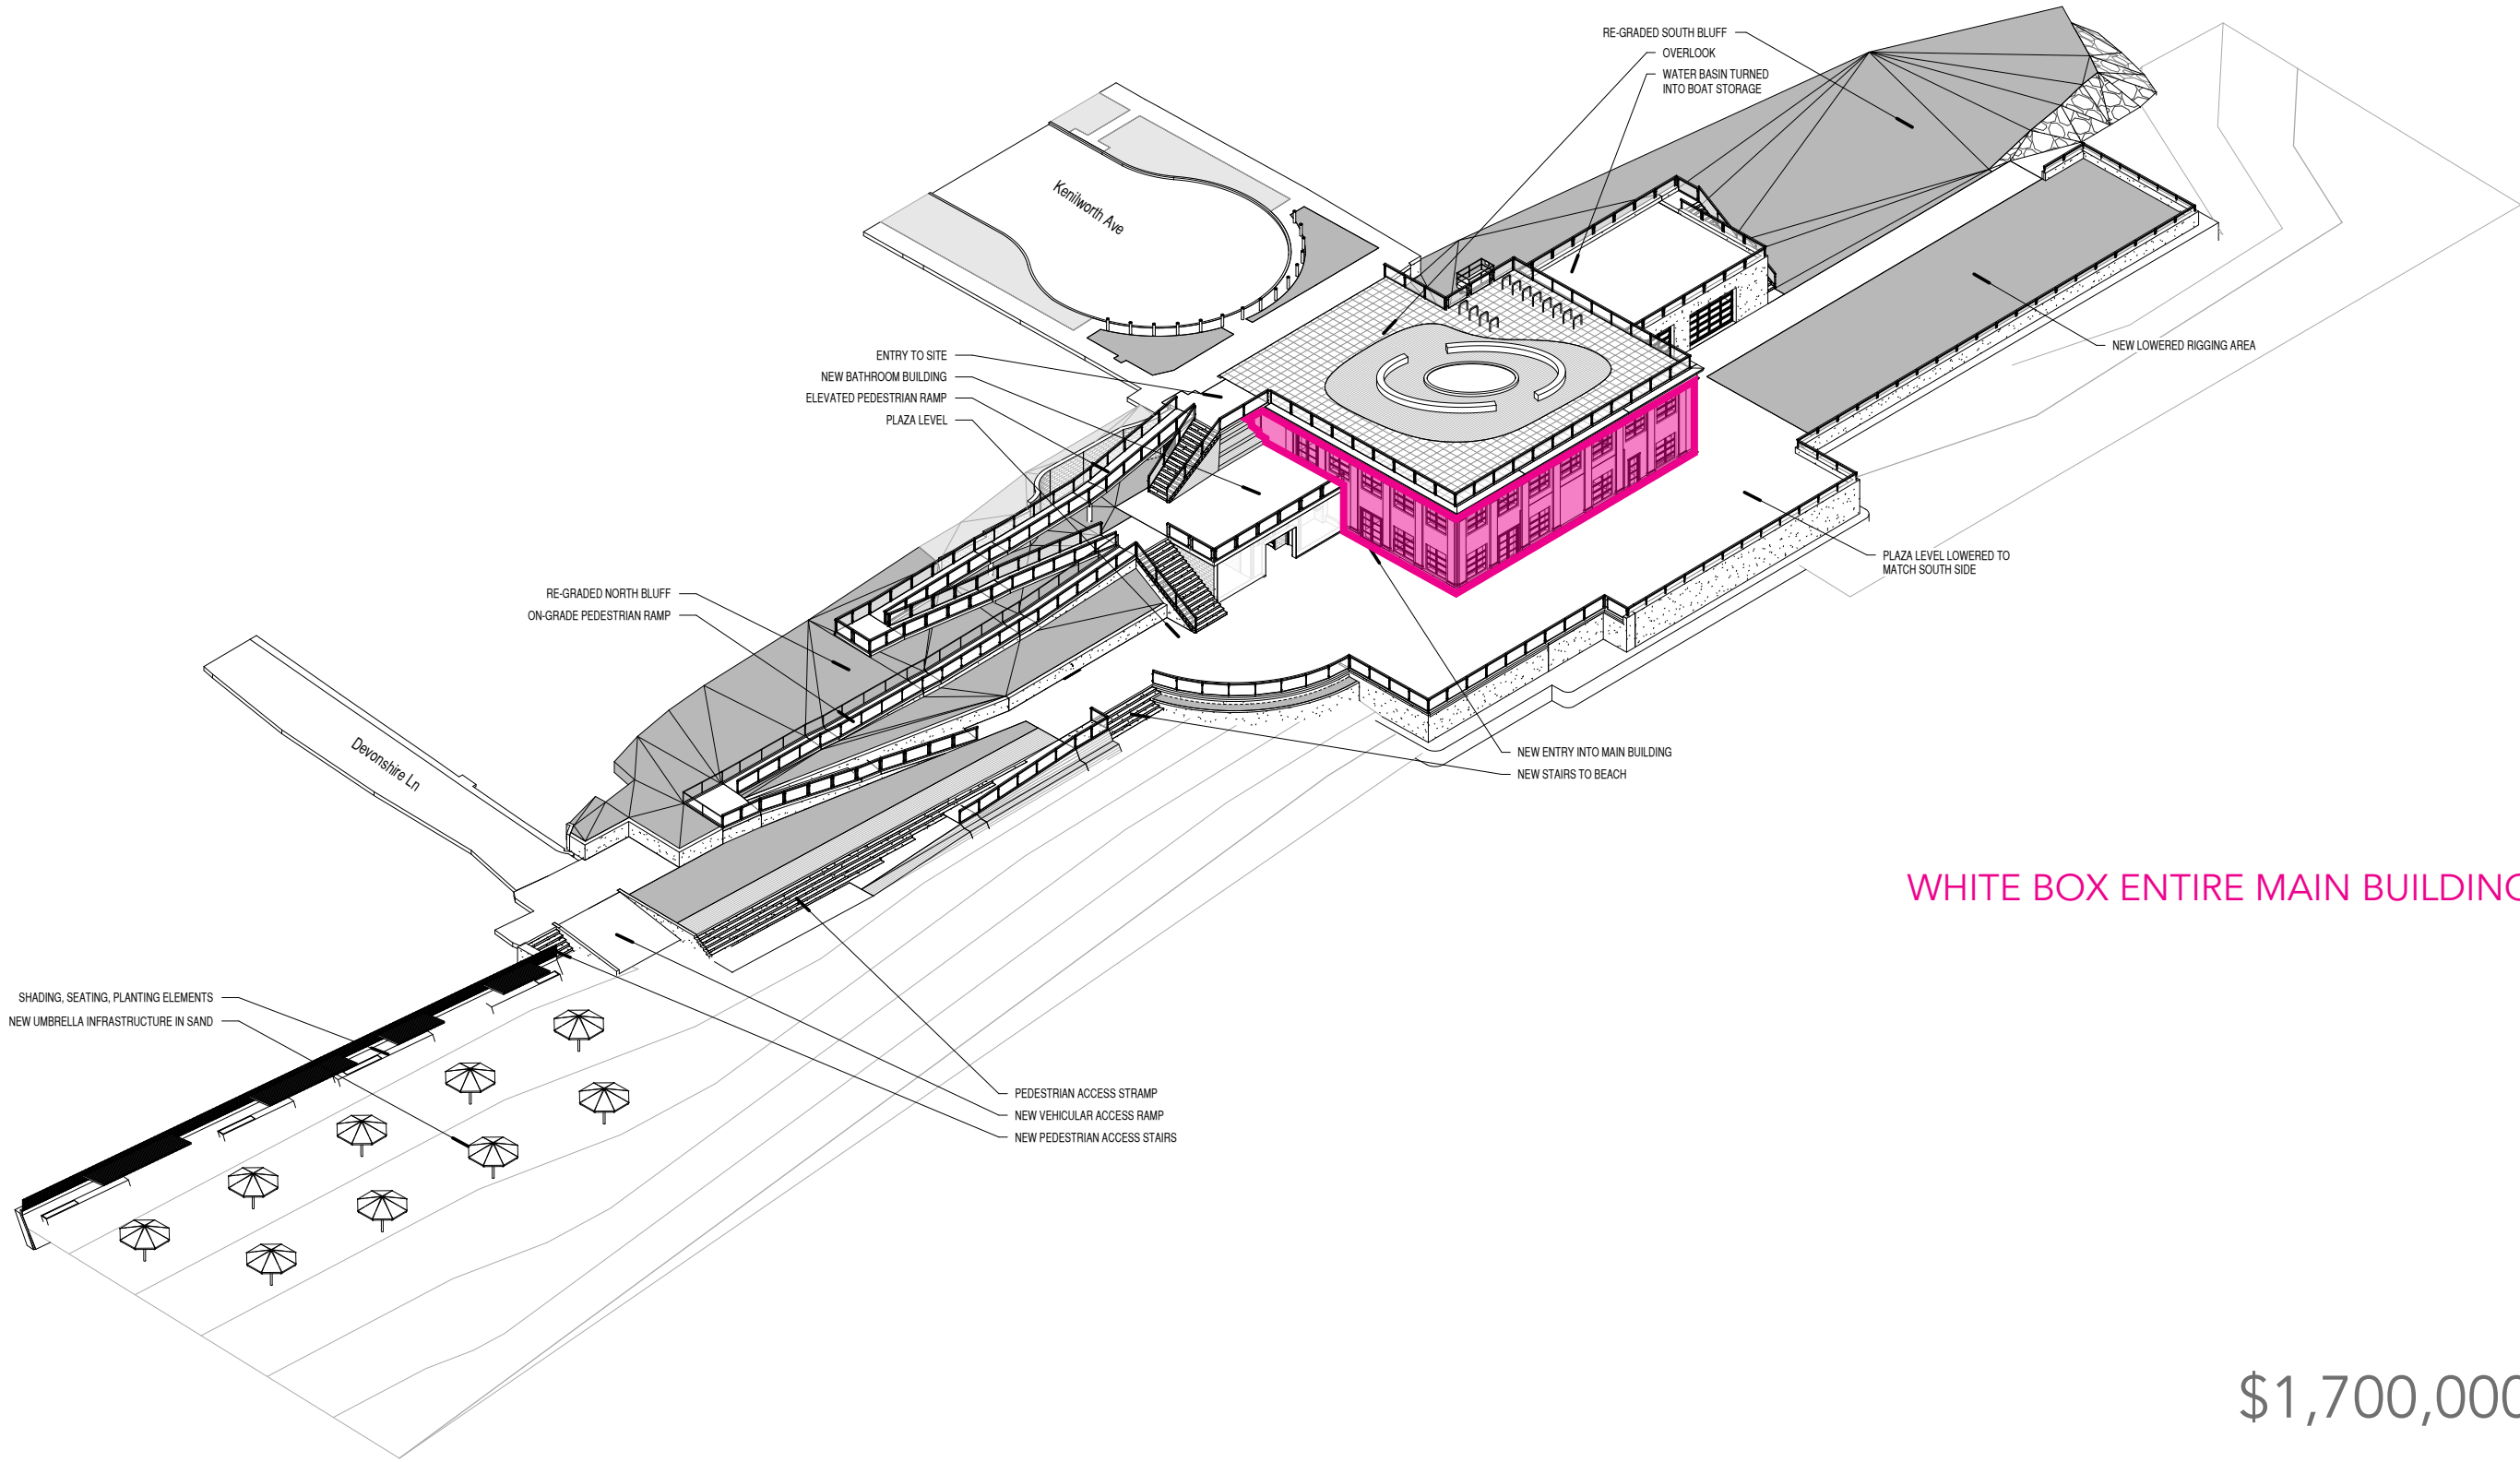 RE-GRADED SOUTH BLUFF
OVERLOOK
WATER BASIN TURNED
INTO BOAT STORAGE
Kenilworth Ave
ENTRY TO SITE
NEW BATHROOM BUILDING
ELEVATED PEDESTRIAN RAMP
PLAZA LEVEL
NEW LOWERED RIGGING AREA
PLAZA LEVEL LOWERED TO
MATCH SOUTH SIDE
RE-GRADED NORTH BLUFF
ON-GRADE PEDESTRIAN RAMP
Devonshire Ln
NEW ENTRY INTO MAIN BUILDING
NEW STAIRS TO BEACH
WHITE BOX ENTIRE MAIN BUILDING
SHADING, SEATING, PLANTING ELEMENTS
NEW UMBRELLA INFRASTRUCTURE IN SAND
PEDESTRIAN ACCESS STRAMP
NEW VEHICULAR ACCESS RAMP
NEW PEDESTRIAN ACCESS STAIRS
$1,700,000